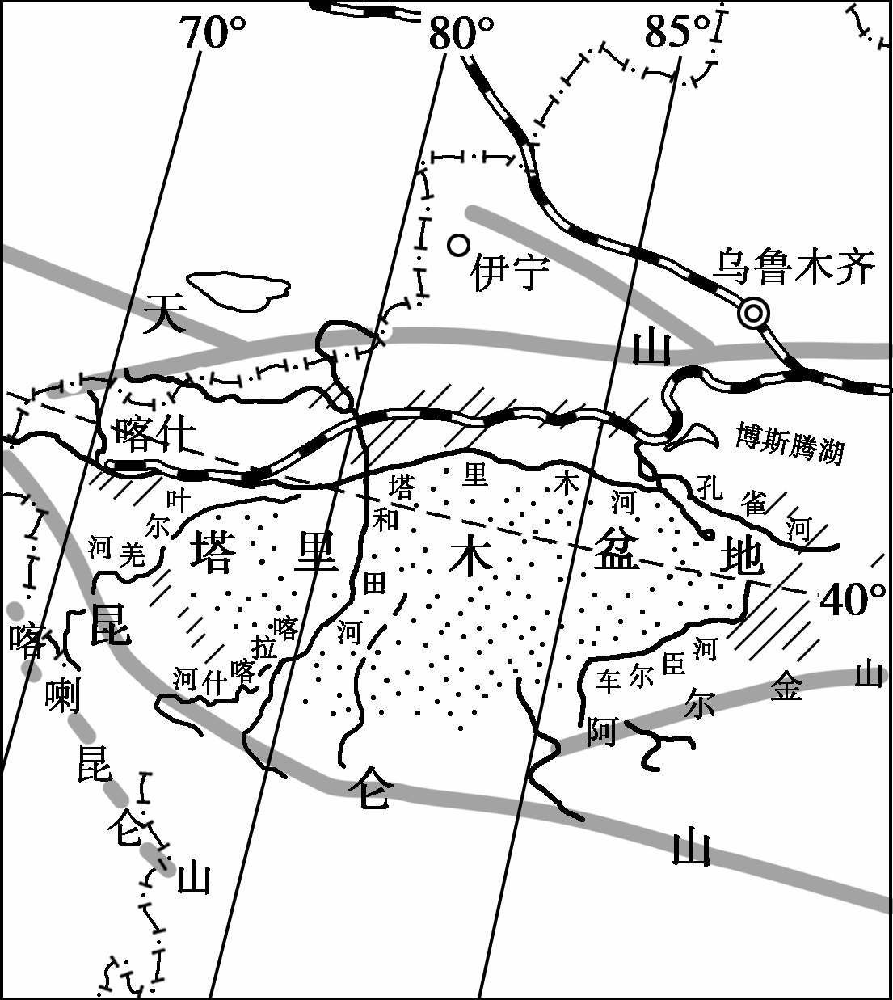 70°
80°
85°
伊宁
乌鲁木齐
天
山
喀什
博斯腾湖
塔里木河
孔雀河
叶尔羌河
和田河
塔里木盆地
40°
喀拉喀什河
车尔臣河
昆仑山
喀喇昆仑山
阿尔金山